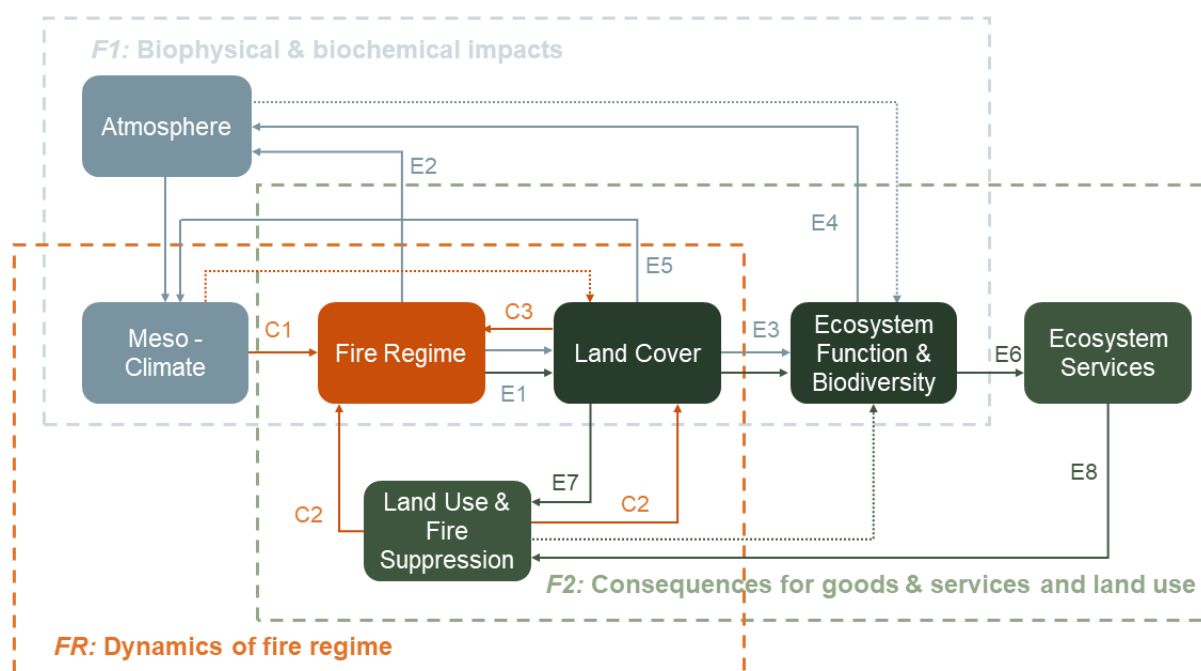 F1: Biophysical & biochemical impacts
Atmosphere
E2
E4
E5
Meso -
Climate
C1
Fire Regime
C3
E1
Land Cover
E3
Ecosystem
Function &
Biodiversity
E6
Ecosystem
Services
E7
E8
C2
Land Use &
Fire
Suppression
C2
F2: Consequences for goods & services and land use
FR: Dynamics of fire regime